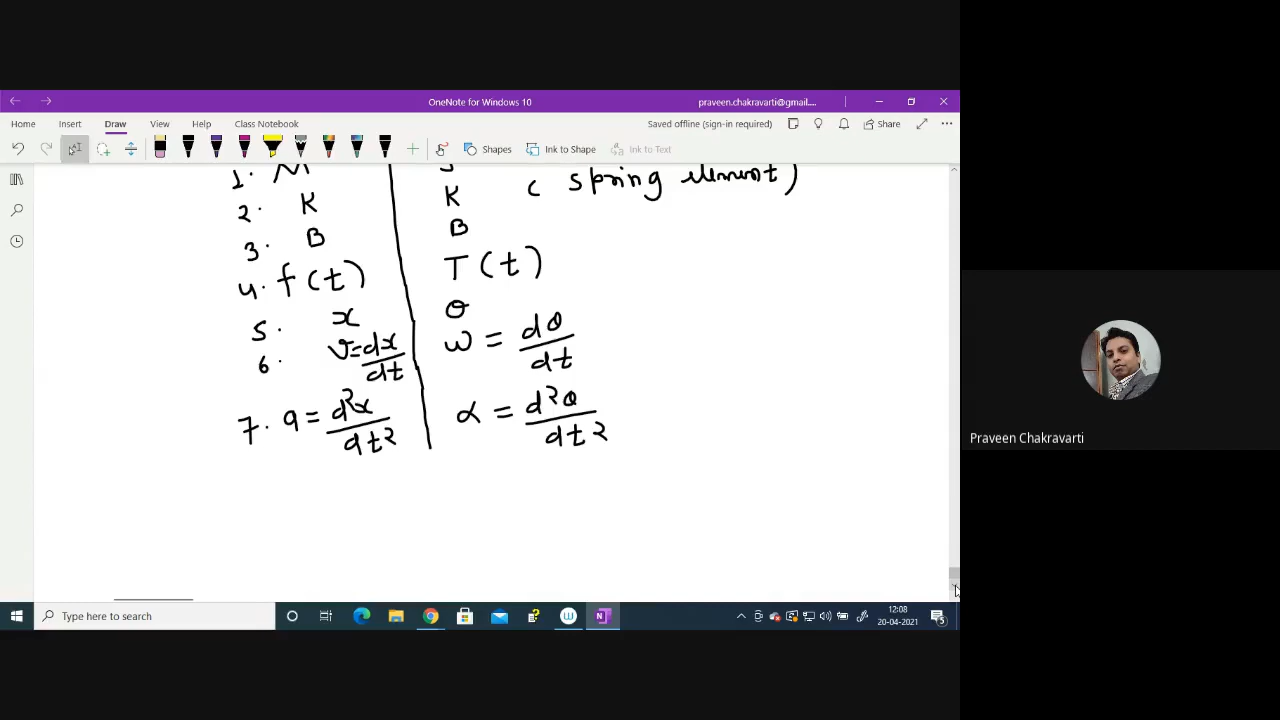 OneNote for Windows 10
praveen.chakravarti@gmail....
Home Insert Draw View Help Class Notebook
Saved offline (sign-in required) Share
Shapes Ink to Shape Ink to Text
1. M
( spring element)
2. K K
3. B B
4. f(t) T(t)
5. x θ
6. v=dx/dt ω = dθ/dt
7. a = d²x/dt² α = d²θ/dt²
Praveen Chakravarti
Type here to search
12:08
20-04-2021
5